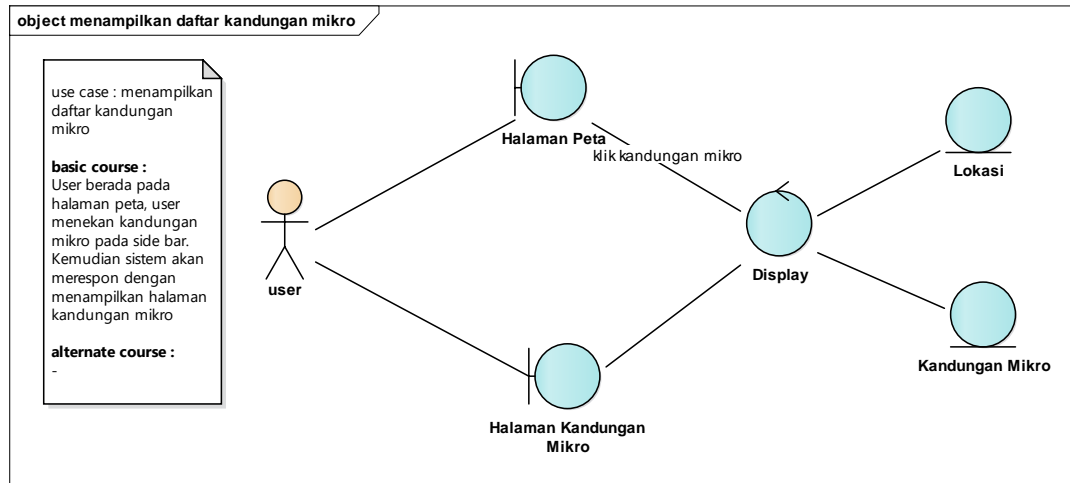 object menampilkan daftar kandungan mikro
use case : menampilkan
daftar kandungan
mikro
basic course :
User berada pada
halaman peta, user
menekan kandungan
mikro pada side bar.
Kemudian sistem akan
merespon dengan
menampilkan halaman
kandungan mikro
alternate course :
-
user
Halaman Peta
klik kandungan mikro
Halaman Kandungan
Mikro
Display
Lokasi
Kandungan Mikro